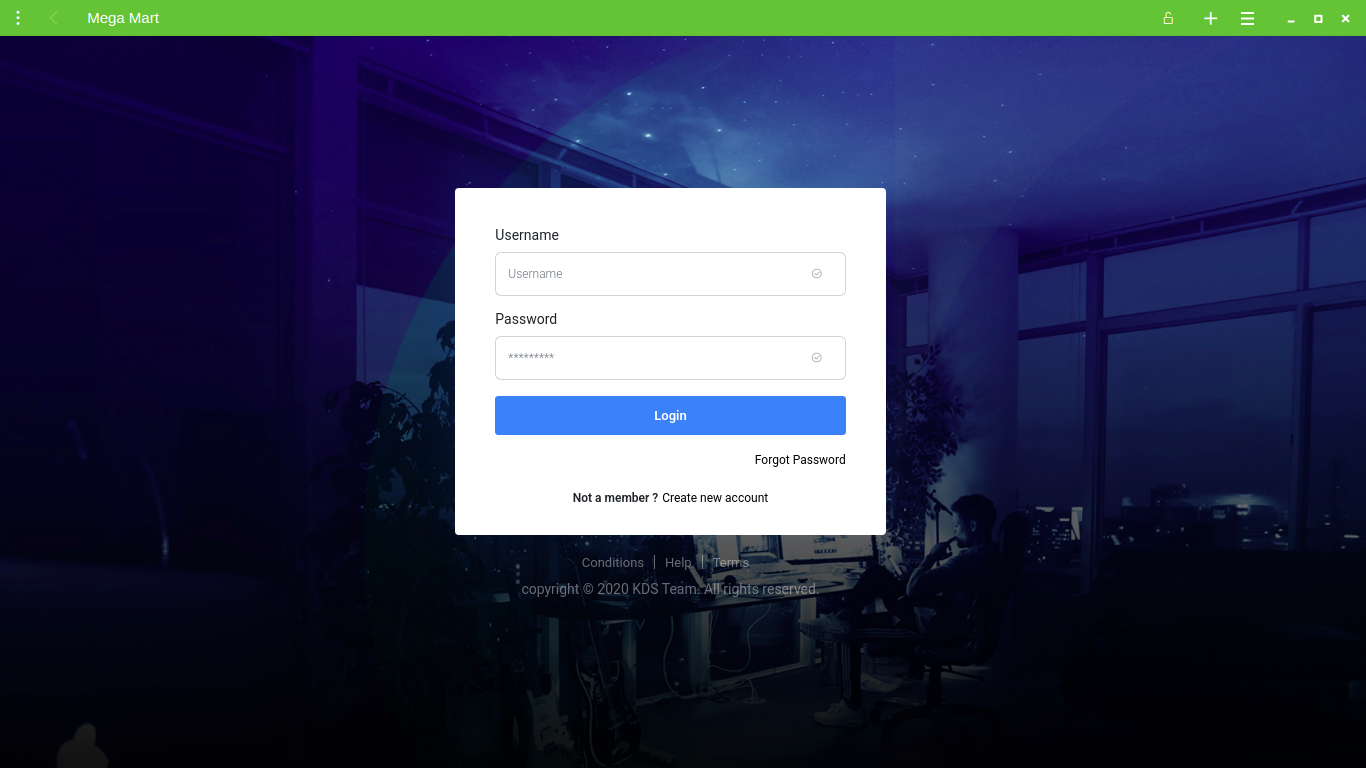 Mega Mart
Username
Username
Password
*********
Login
Forgot Password
Not a member ? Create new account
Conditions | Help | Terms
copyright © 2020 KDS Team. All rights reserved.